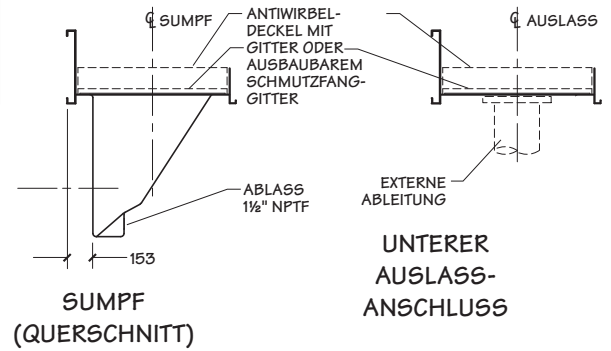 ℄ SUMPF
ANTIWIRBEL-
DECKEL MIT
GITTER ODER
AUSBAUBAREM
SCHMUTZFANG-
GITTER
℄ AUSLASS
ABLASS
1½" NPTF
153
EXTERNE
ABLEITUNG
SUMPF
(QUERSCHNITT)
UNTERER
AUSLASS-
ANSCHLUSS